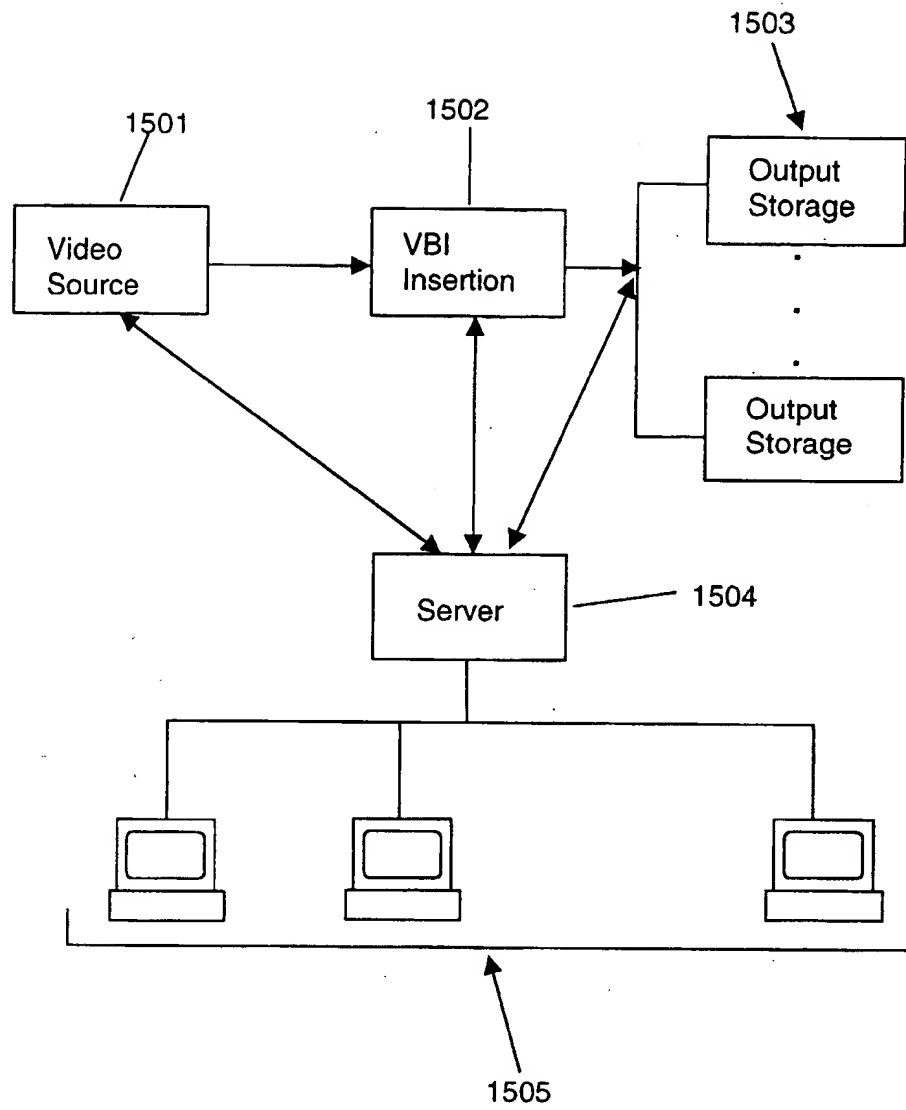 1503
1502
1501
Output
Storage
Video
Source
VBI
Insertion
Output
Storage
Server
1504
1505